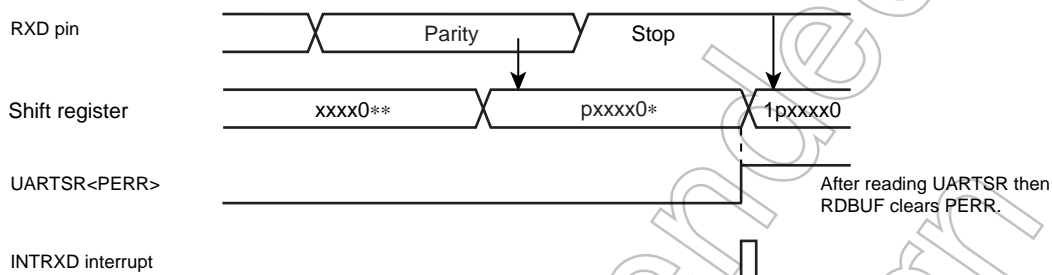 RXD pin
Parity
Stop
Shift register
xxxx0**
pxxxx0*
1pxxxx0
UARTSR<PERR>
After reading UARTSR then
RDBUF clears PERR.
INTRXD interrupt